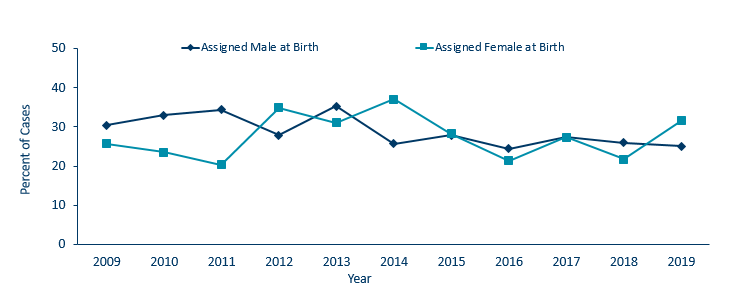 Assigned Male at Birth Assigned Female at Birth
Percent of Cases
50
40
30
20
10
0
2009 2010 2011 2012 2013 2014 2015 2016 2017 2018 2019
Year